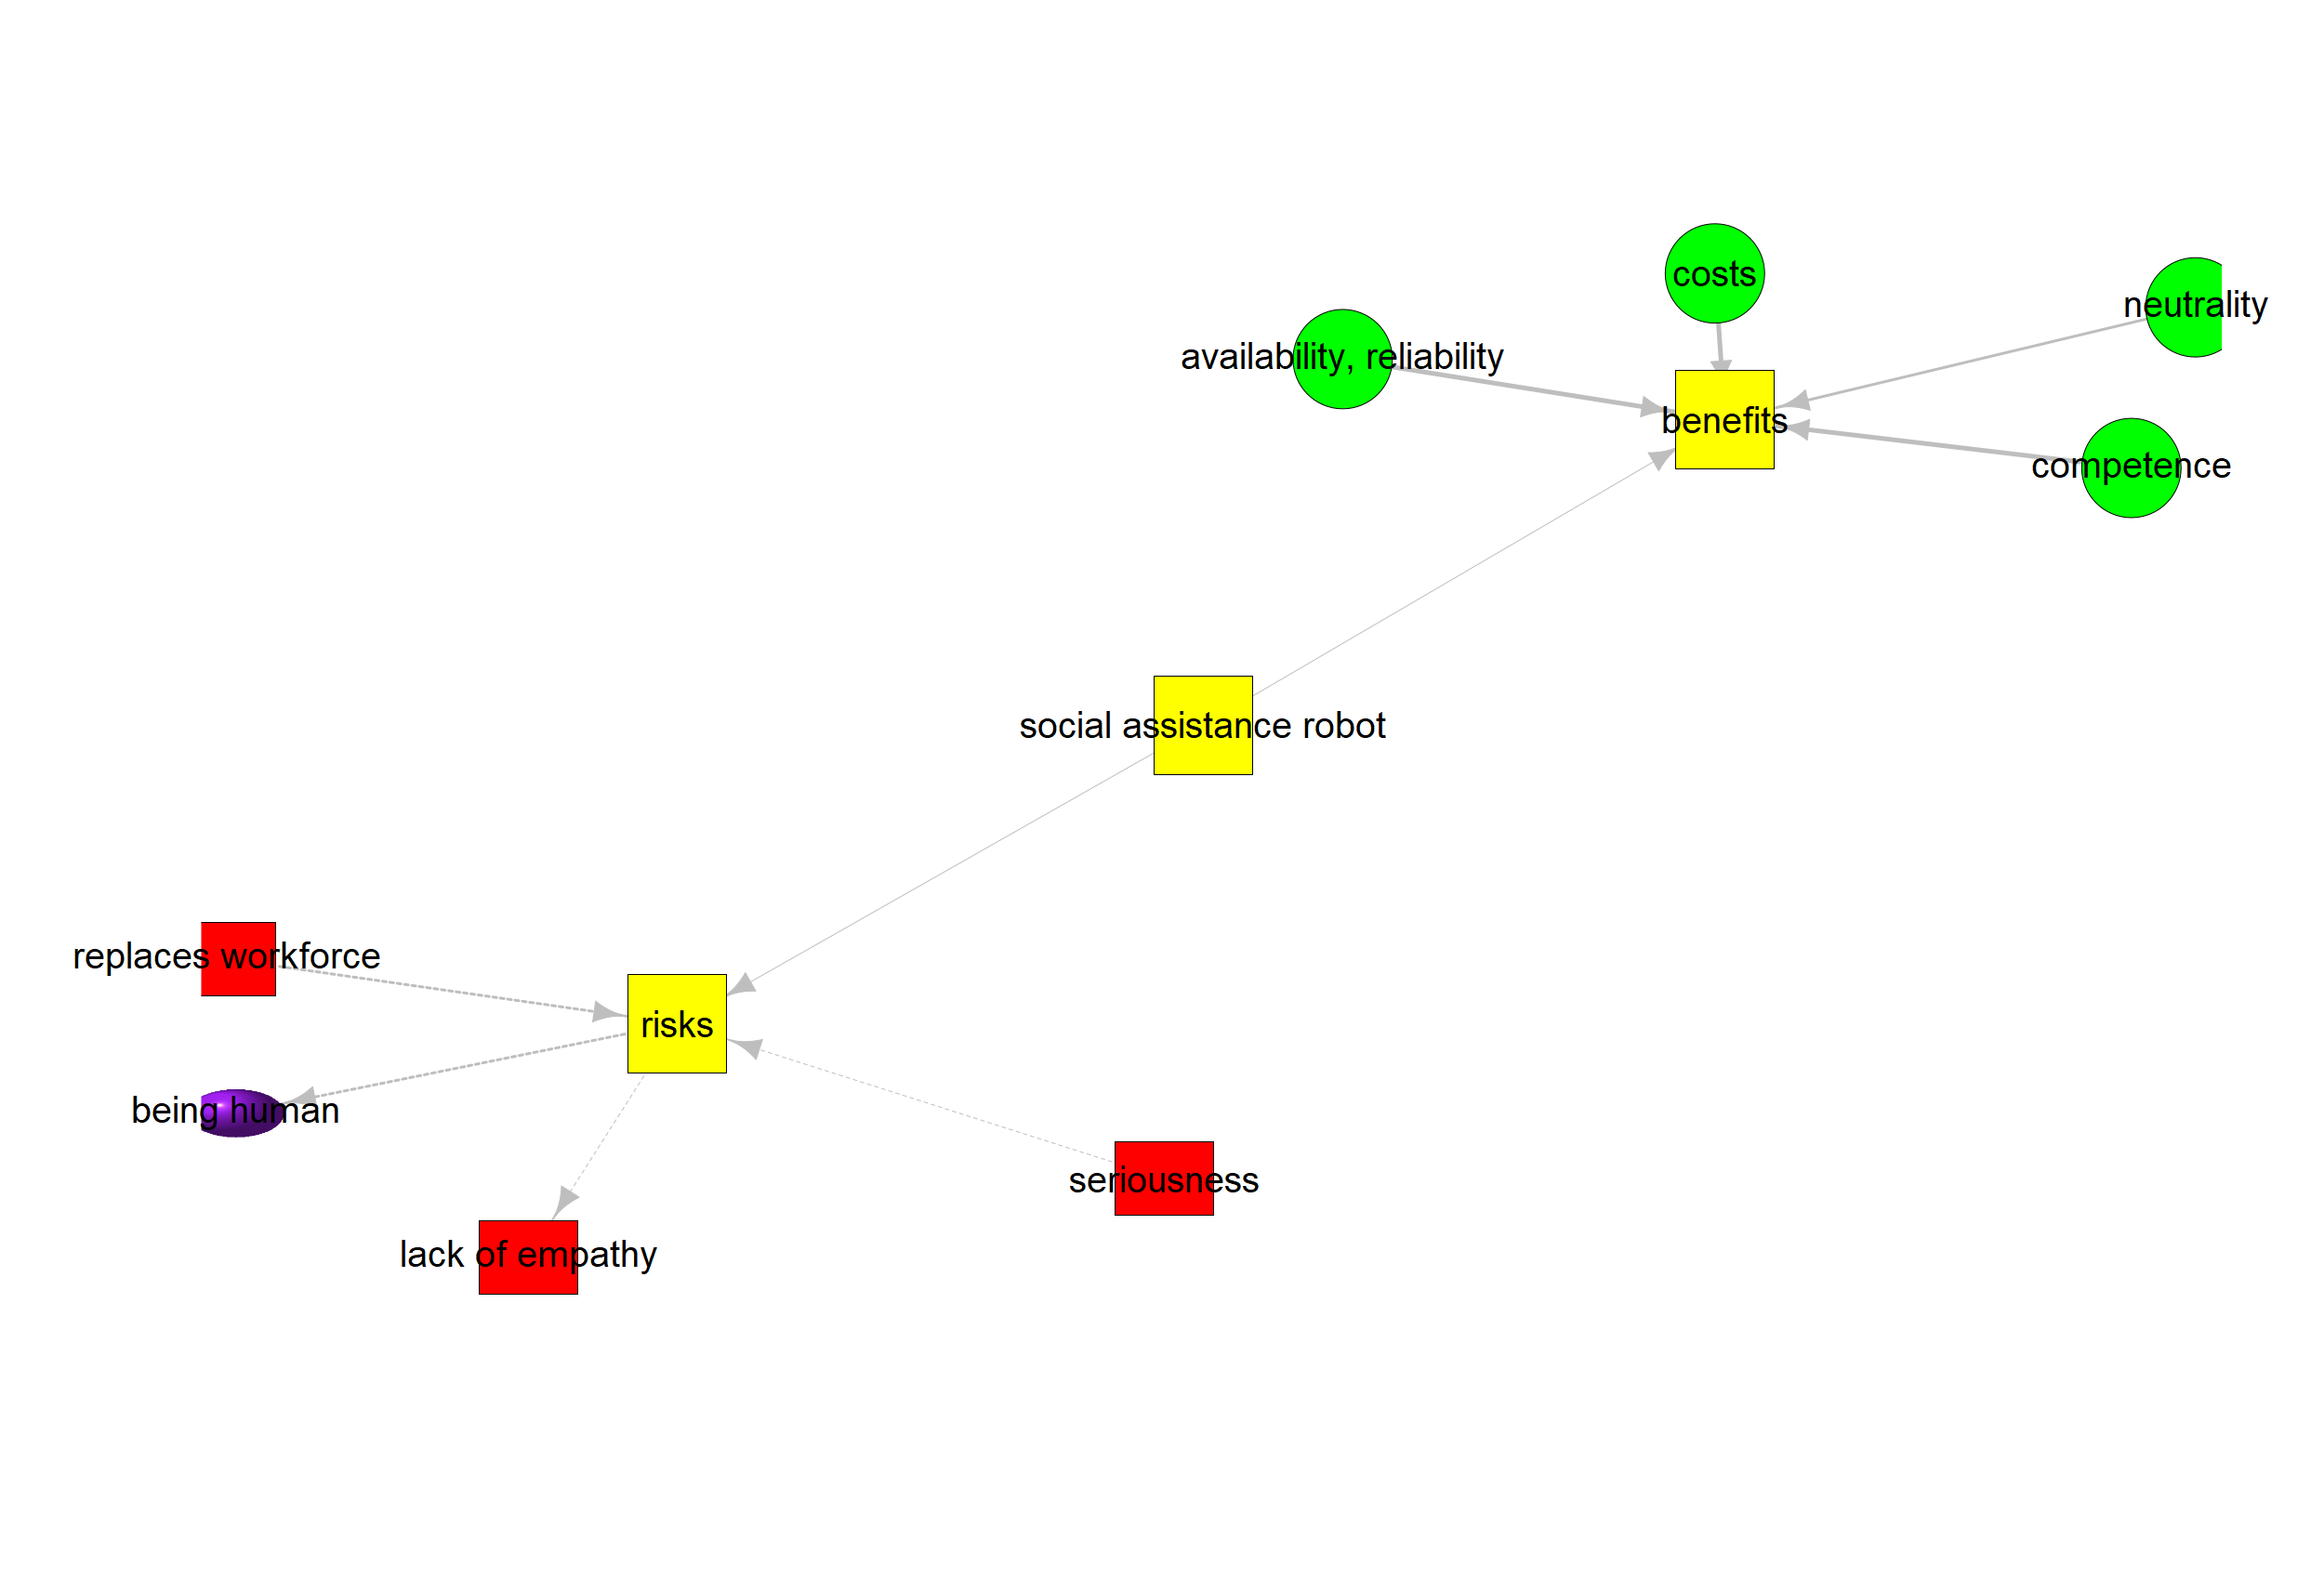 costs
neutrality
availability, reliability
benefits
competence
social assistance robot
replaces workforce
risks
being human
seriousness
lack of empathy